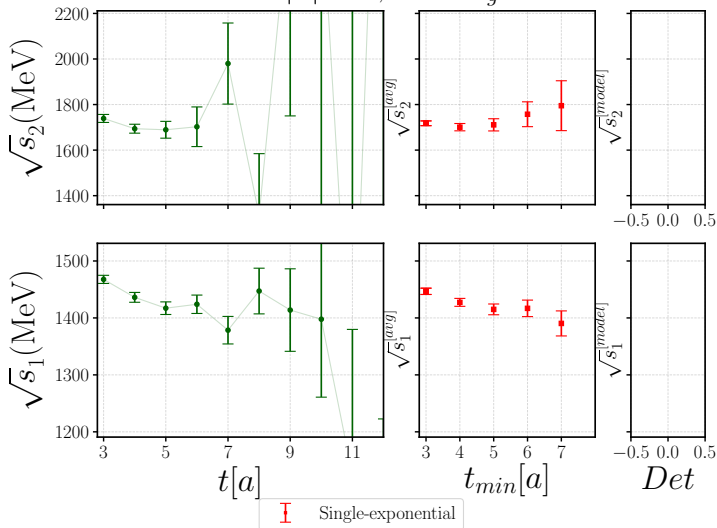 2200
2000
1800
1600
1400
√s₂(MeV)
√s₂^[avg]
√s₂^[model]
−0.5 0.0 0.5
1500
1400
1300
1200
√s₁(MeV)
√s₁^[avg]
√s₁^[model]
3 5 7 9 11
3 4 5 6 7
−0.5 0.0 0.5
t[a]
t_min[a]
Det
Single-exponential